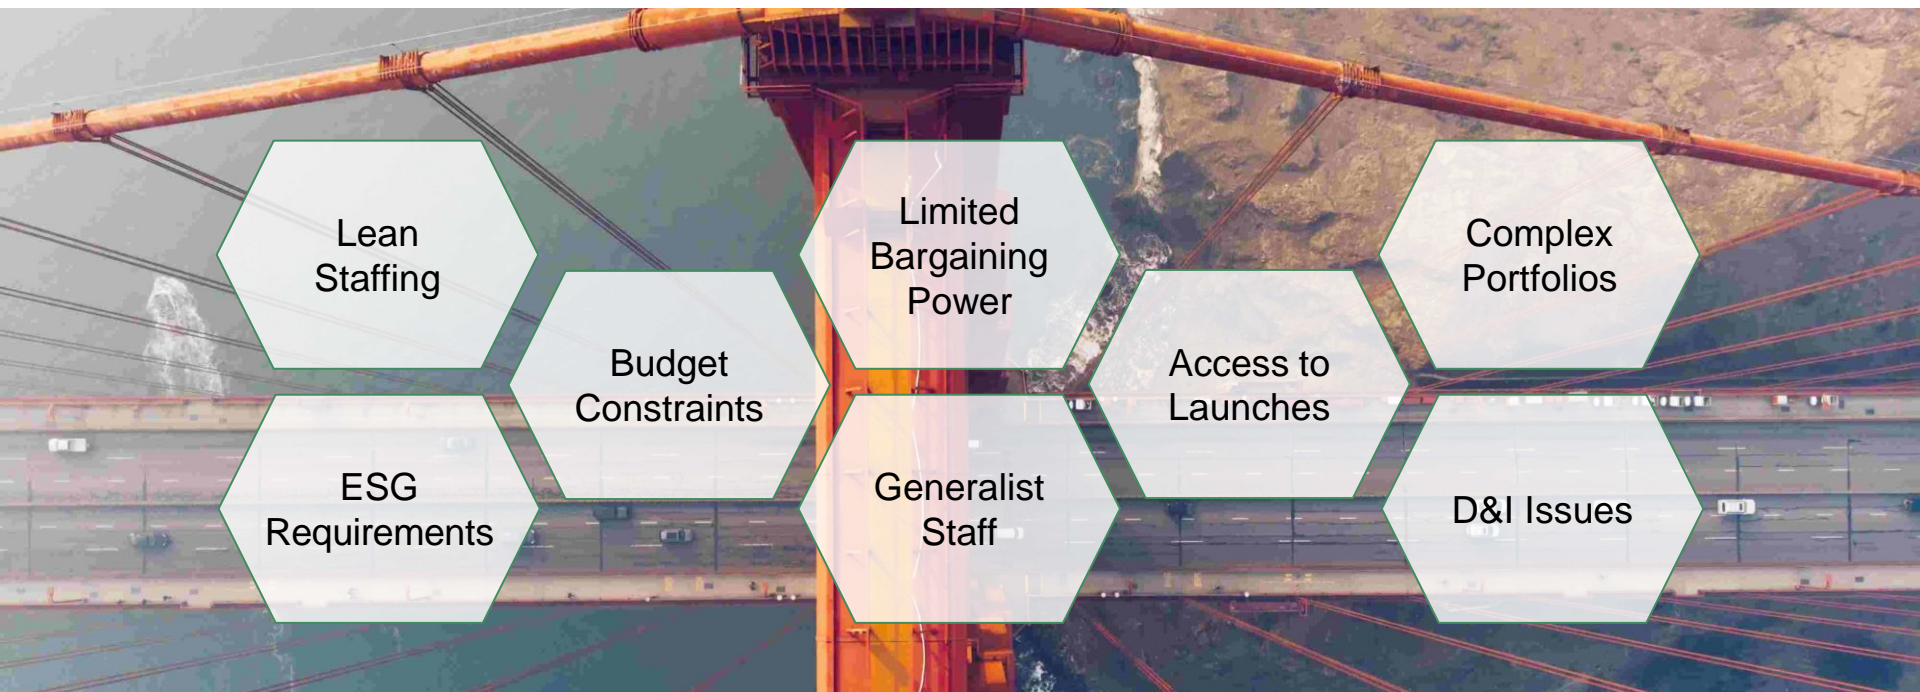 Lean
Staffing
Limited
Bargaining
Power
Complex
Portfolios
Budget
Constraints
Access to
Launches
ESG
Requirements
Generalist
Staff
D&I Issues